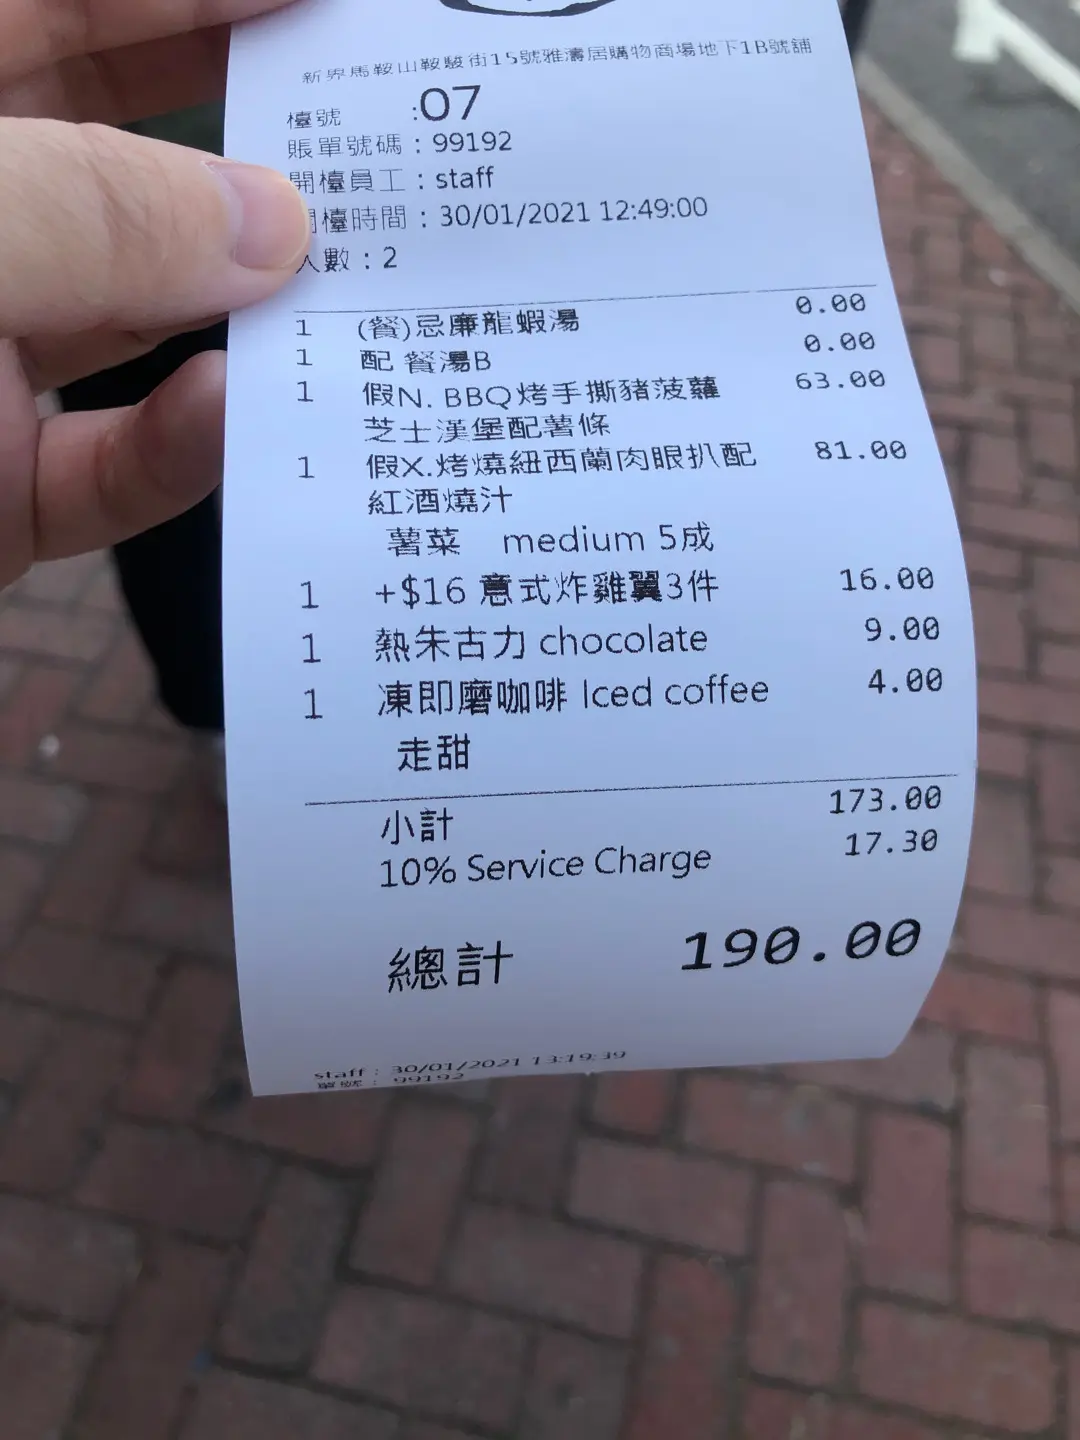 新界馬鞍山鞍駿街15號雅濤居購物商場地下1B號舖
檯號 :07
賬單號碼：99192
開檯員工：staff
開檯時間：30/01/2021 12:49:00
人數：2
1 (餐)忌廉龍蝦湯 0.00
1 配 餐湯B 0.00
1 假N. BBQ烤手撕豬菠蘿 63.00
芝士漢堡配薯條
1 假X.烤燒紐西蘭肉眼扒配 81.00
紅酒燒汁
薯菜 medium 5成
1 +$16 意式炸雞翼3件 16.00
1 熱朱古力 chocolate 9.00
1 凍即磨咖啡 Iced coffee 4.00
走甜
小計 173.00
10% Service Charge 17.30
總計 190.00
staff : 30/01/2021 13:19:39
單號 : 99192